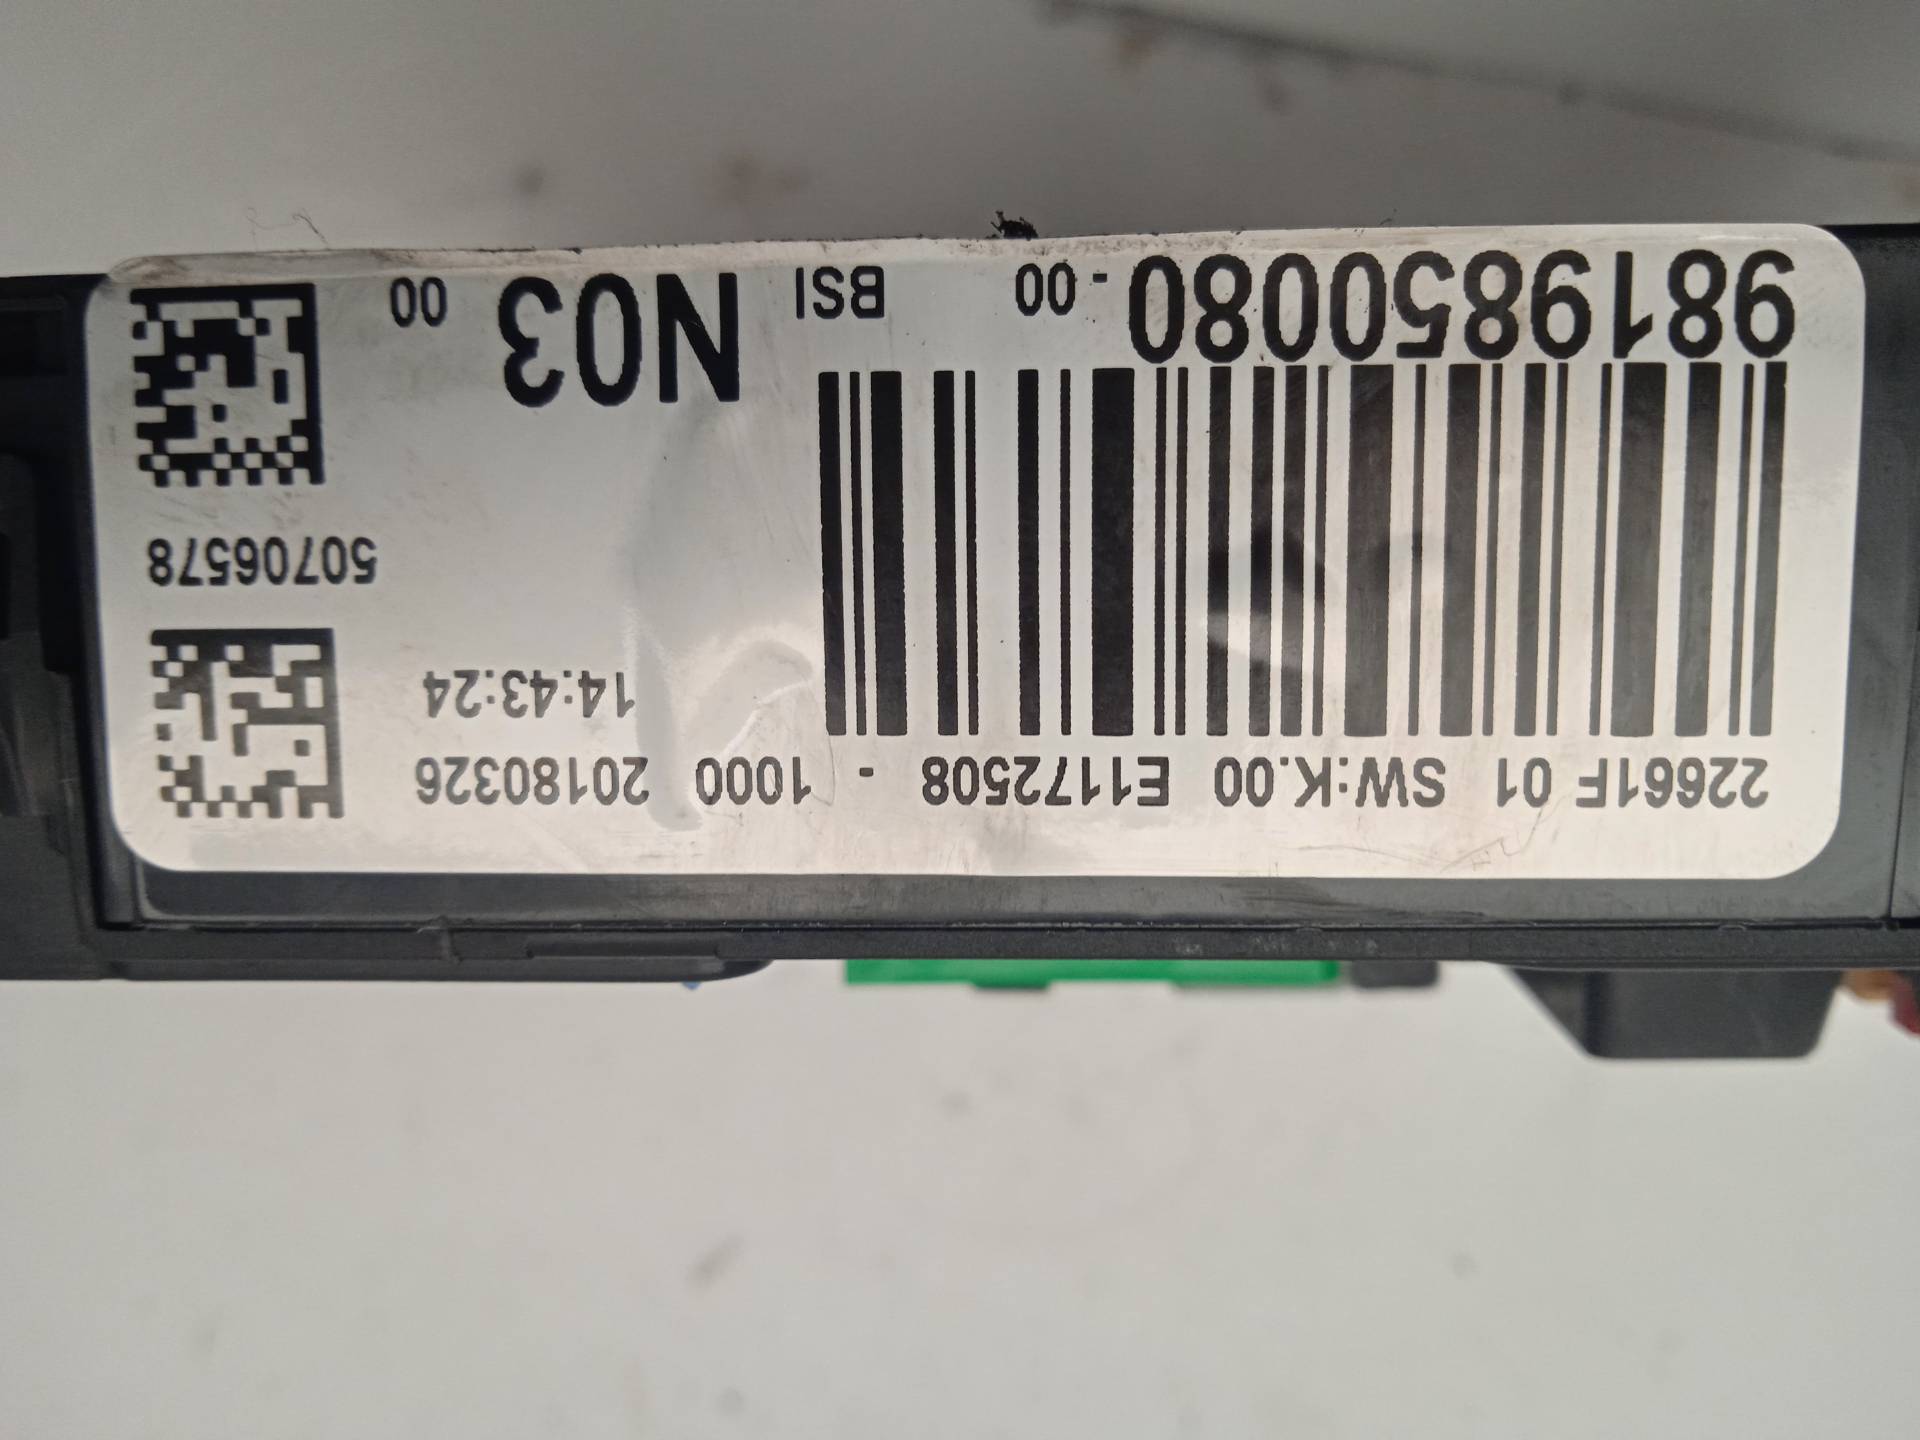 22661F 01 SW:K.00 E1172508 - 1000 20180326
14:43:24
50706578
9819850080 - 00 BSI N03 00